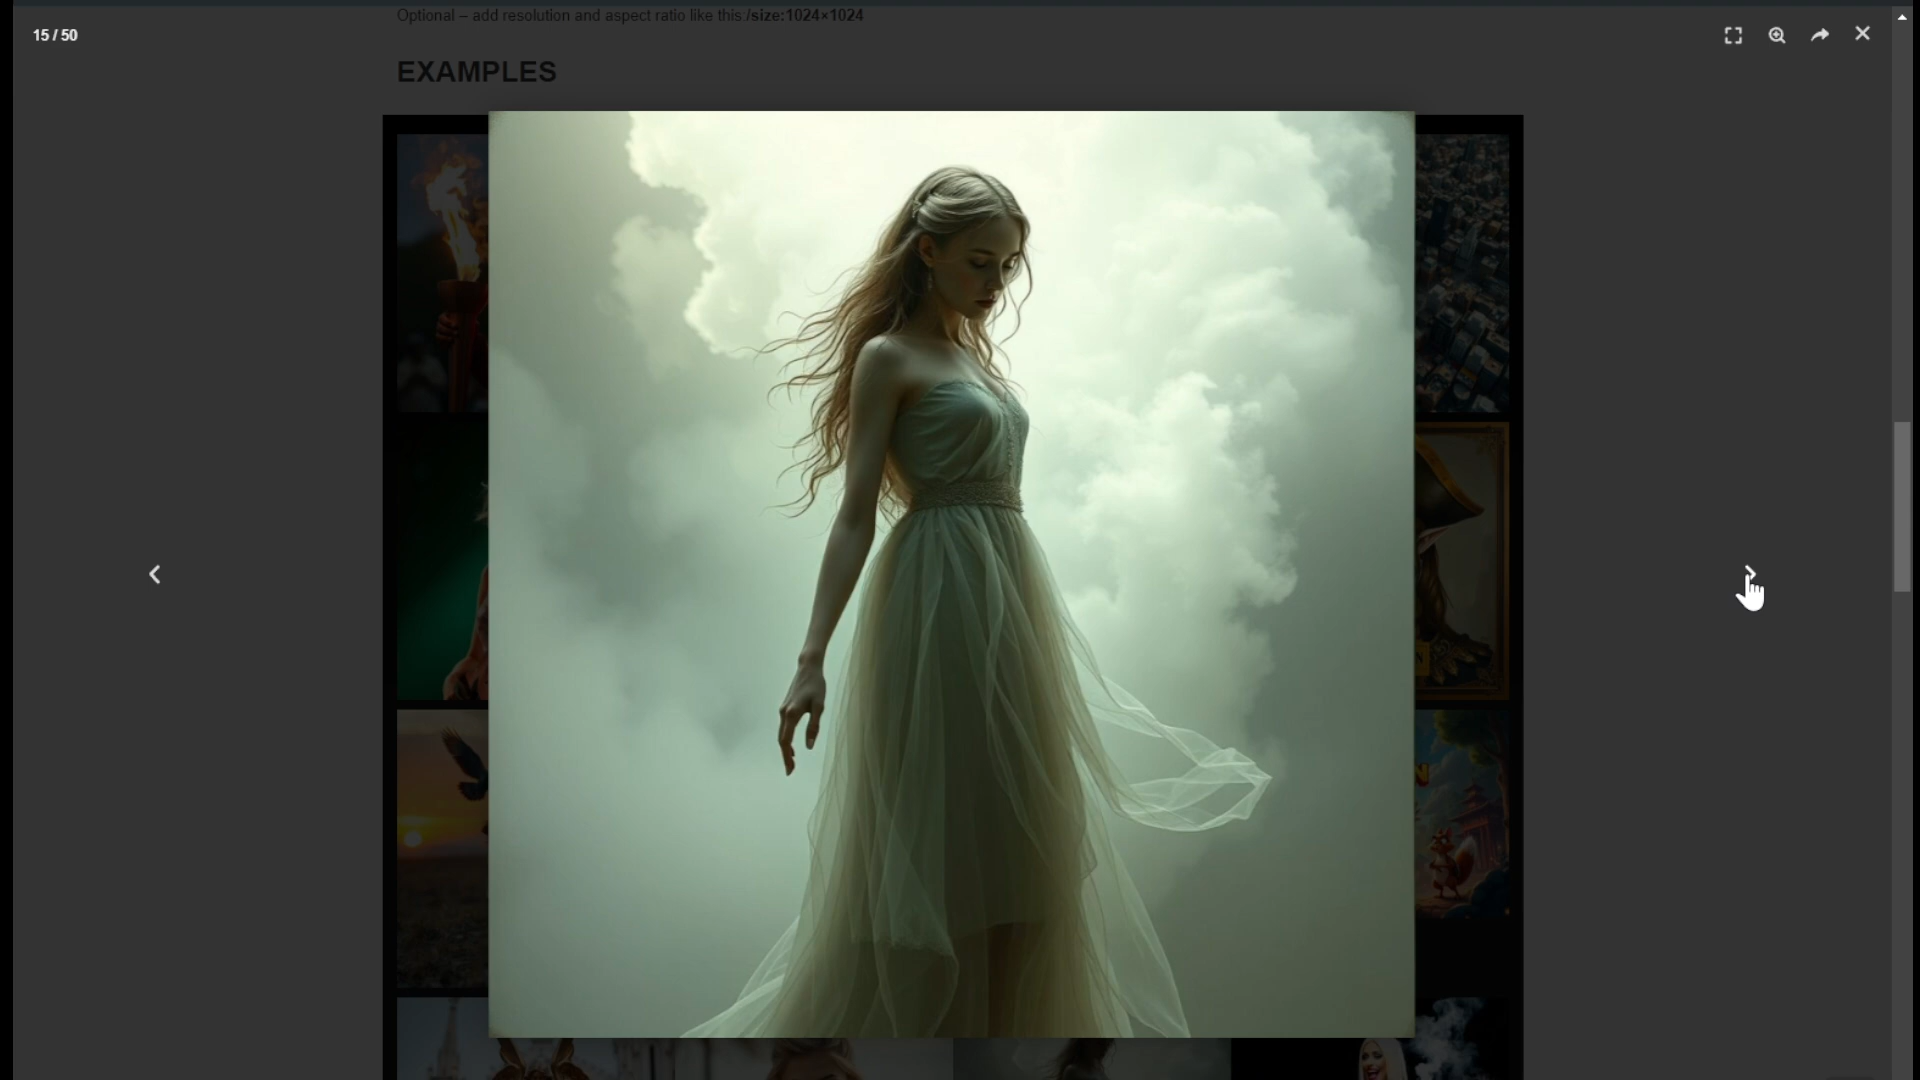 Optional – add resolution and aspect ratio like this /size:1024×1024
15 / 50
EXAMPLES